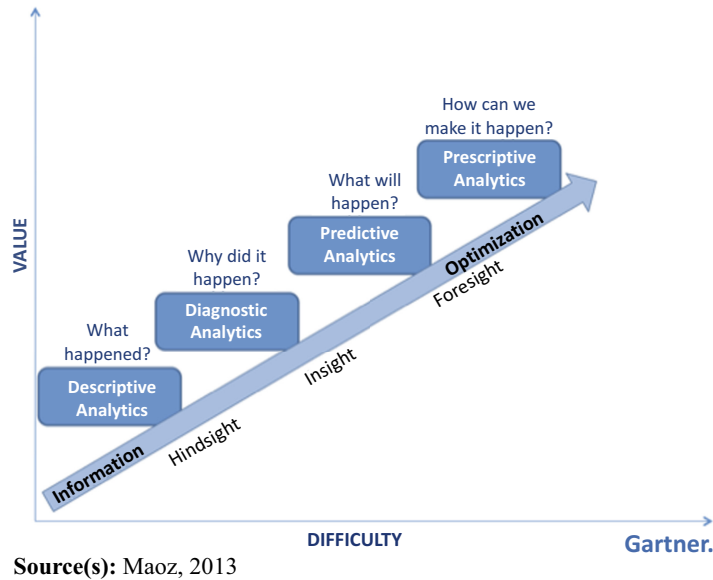 How can we
make it happen?
Prescriptive
Analytics
What will
happen?
Predictive
Analytics
Why did it
happen?
Diagnostic
Analytics
What
happened?
Descriptive
Analytics
Information
Optimization
Hindsight
Insight
Foresight
VALUE
DIFFICULTY
Gartner.
Source(s): Maoz, 2013